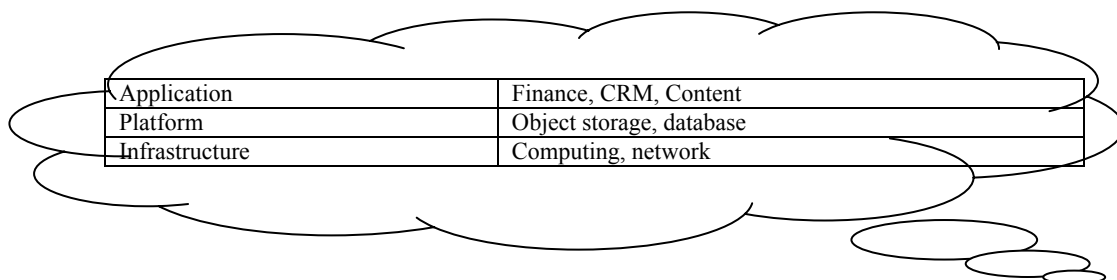 Application Finance, CRM, Content
Platform Object storage, database
Infrastructure Computing, network